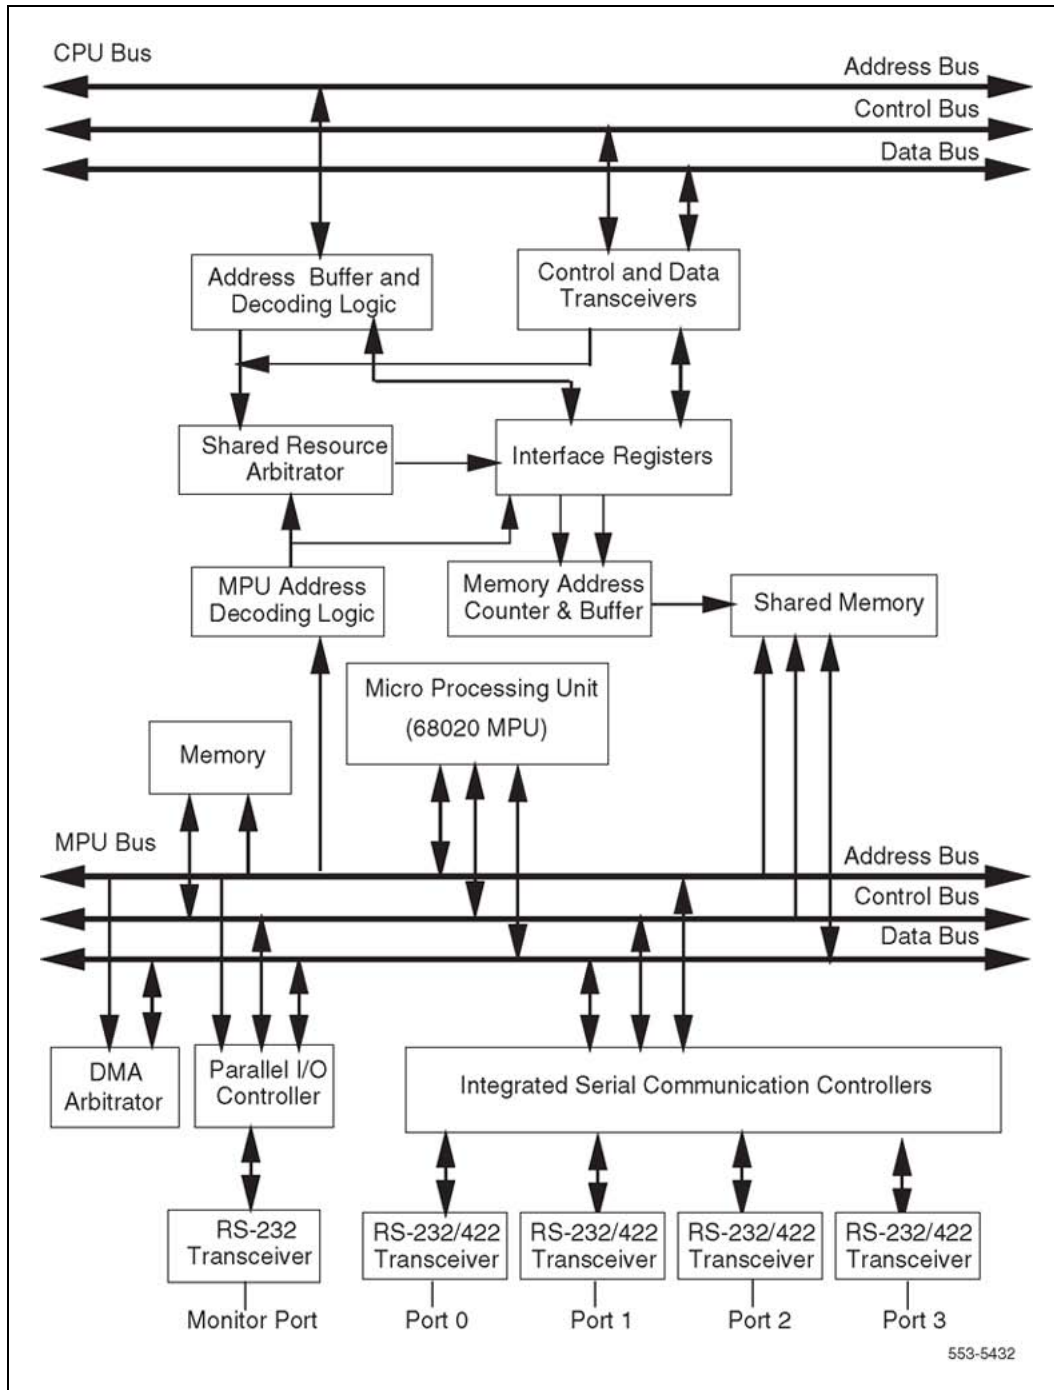 CPU Bus
Address Bus
Control Bus
Data Bus
Address Buffer and
Decoding Logic
Control and Data
Transceivers
Shared Resource
Arbitrator
Interface Registers
MPU Address
Decoding Logic
Memory Address
Counter & Buffer
Shared Memory
Micro Processing Unit
(68020 MPU)
Memory
MPU Bus
Address Bus
Control Bus
Data Bus
DMA
Arbitrator
Parallel I/O
Controller
Integrated Serial Communication Controllers
RS-232
Transceiver
RS-232/422
Transceiver
RS-232/422
Transceiver
RS-232/422
Transceiver
RS-232/422
Transceiver
Monitor Port
Port 0
Port 1
Port 2
Port 3
553-5432